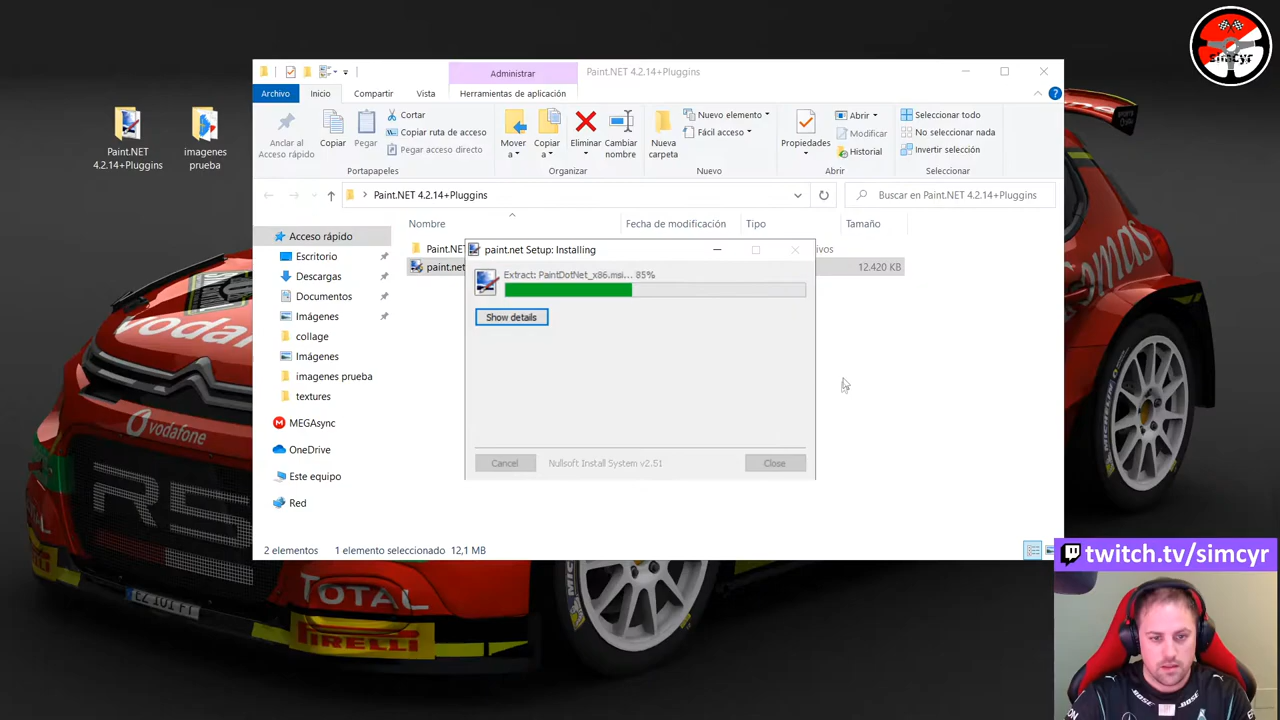 simCyr
Administrar
Paint.NET 4.2.14+Pluggins
Archivo
Inicio
Compartir
Vista
Herramientas de aplicación
Anclar al
Acceso rápido
Copiar
Pegar
Cortar
Copiar ruta de acceso
Pegar acceso directo
Portapapeles
Mover
a
Copiar
a
Eliminar
Cambiar
nombre
Organizar
Nueva
carpeta
Nuevo elemento
Fácil acceso
Nuevo
Propiedades
Abrir
Modificar
Historial
Abrir
Seleccionar todo
No seleccionar nada
Invertir selección
Seleccionar
Paint.NET
4.2.14+Pluggins
imagenes
prueba
Paint.NET 4.2.14+Pluggins
Buscar en Paint.NET 4.2.14+Pluggins
Nombre
Fecha de modificación
Tipo
Tamaño
Acceso rápido
Escritorio
Descargas
Documentos
Imágenes
collage
Imágenes
imagenes prueba
textures
MEGAsync
OneDrive
Este equipo
Red
Paint.NET
paint.net
12.420 KB
paint.net Setup: Installing
Extract: PaintDotNet_x86.msi... 85%
Show details
Cancel
Nullsoft Install System v2.51
Close
2 elementos
1 elemento seleccionado
12,1 MB
vodafone
TOTAL
PIRELLI
MICHELIN
twitch.tv/simcyr
BOSE